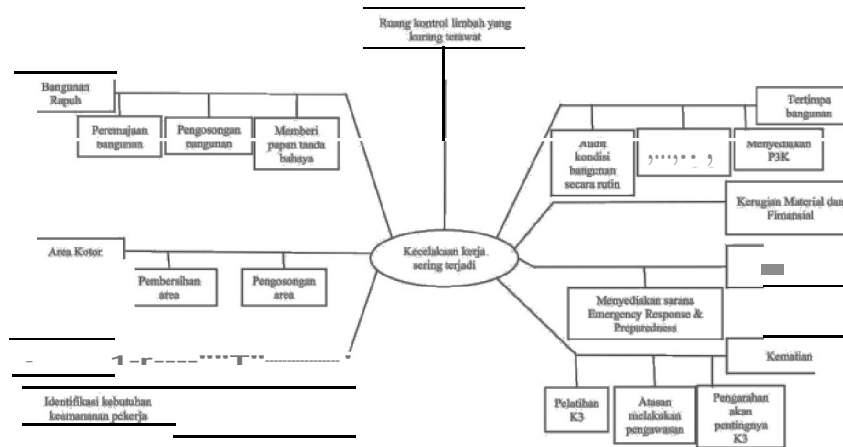 Ruang kontrol limbah yang
kurang terawat
Bangunan
Rapuh
Peremajaan
bangunan
Pengosongan
bangunan
Memberi
papan tanda
bahaya
Tertimpa
bangunan
Audit
kondisi
bangunan
secara rutin
Menyediakan
P3K
Kerugian Material dan
Fimansial
Area Kotor
Pembersihan
area
Pengosongan
area
Kecelakaan kerja
sering terjadi
Menyediakan sarana
Emergency Response &
Preparedness
Kematian
Pelatihan
K3
Atasan
melakukan
pengawasan
Pengarahan
akan
pentingnya
K3
Identifikasi kebutuhan
keamanan pekerja